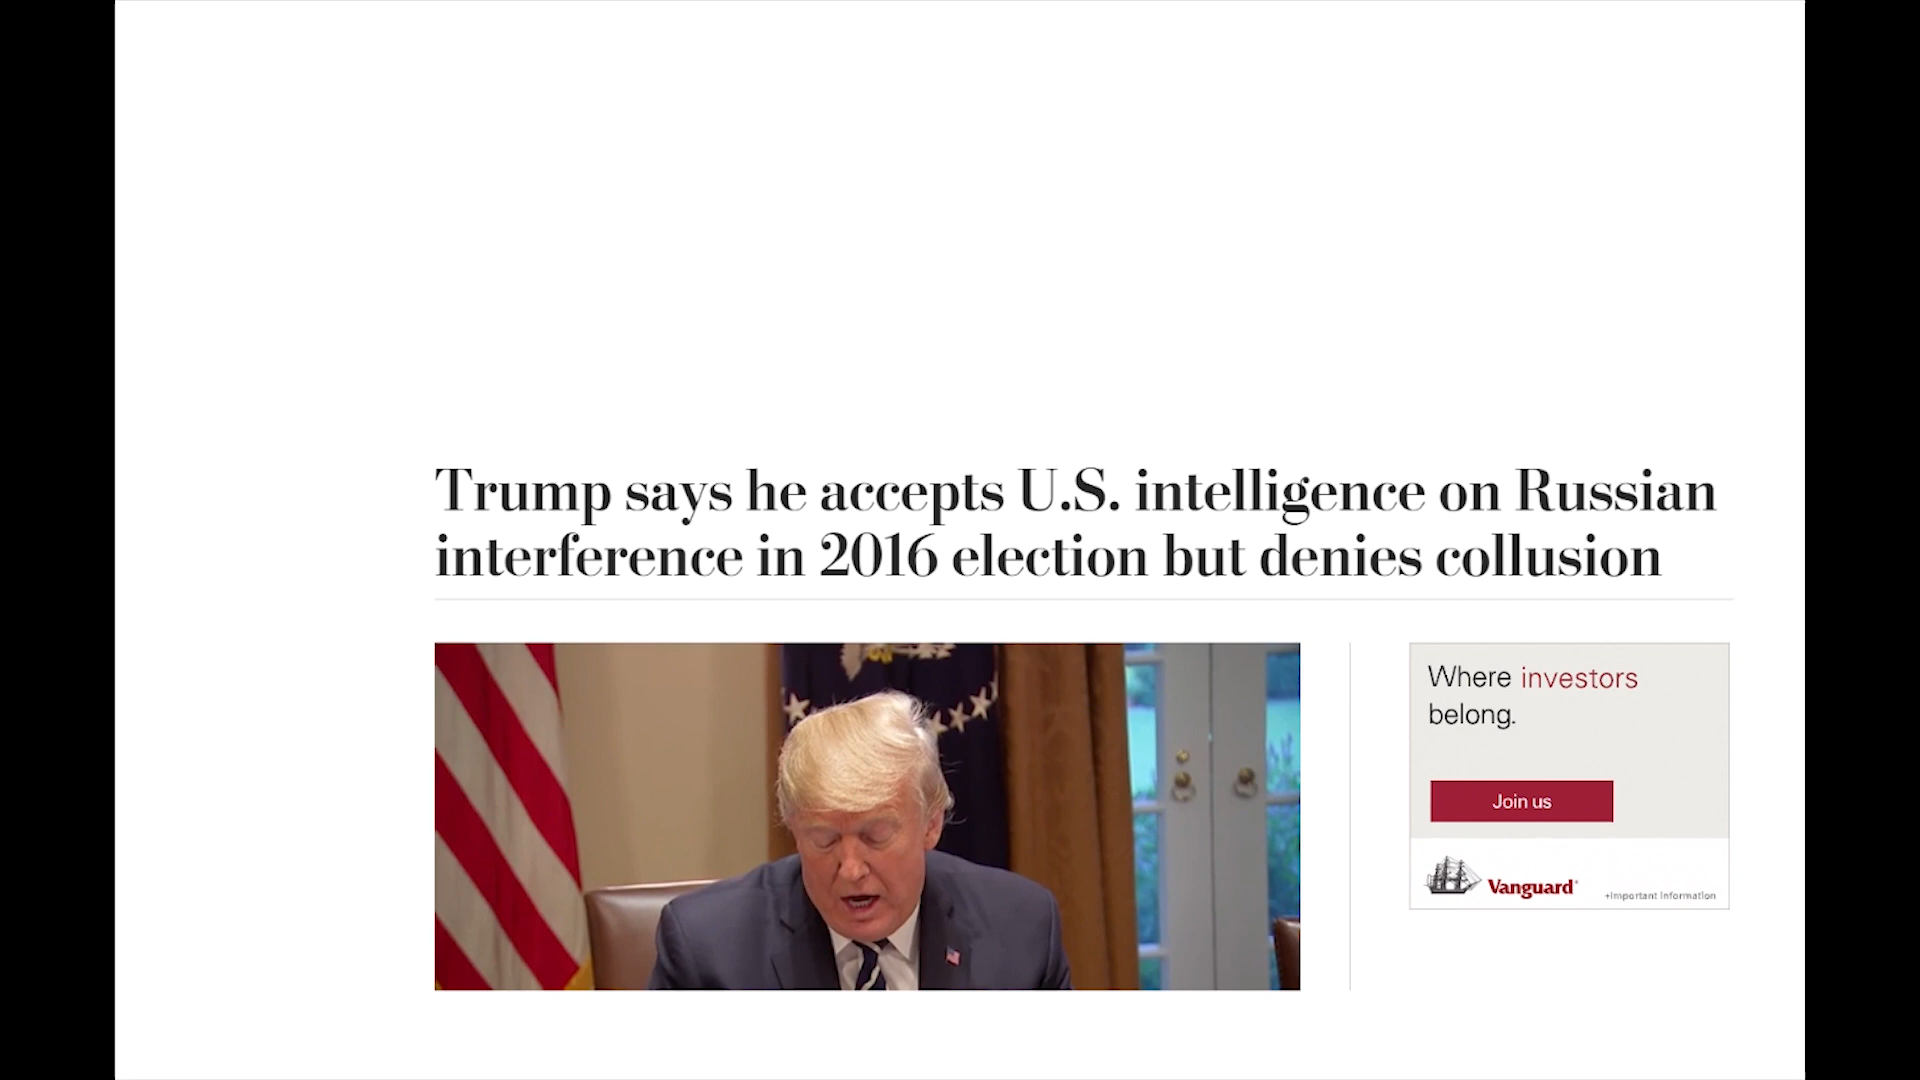 Trump says he accepts U.S. intelligence on Russian
interference in 2016 election but denies collusion
Where investors
belong.
Join us
Vanguard®
+Important Information